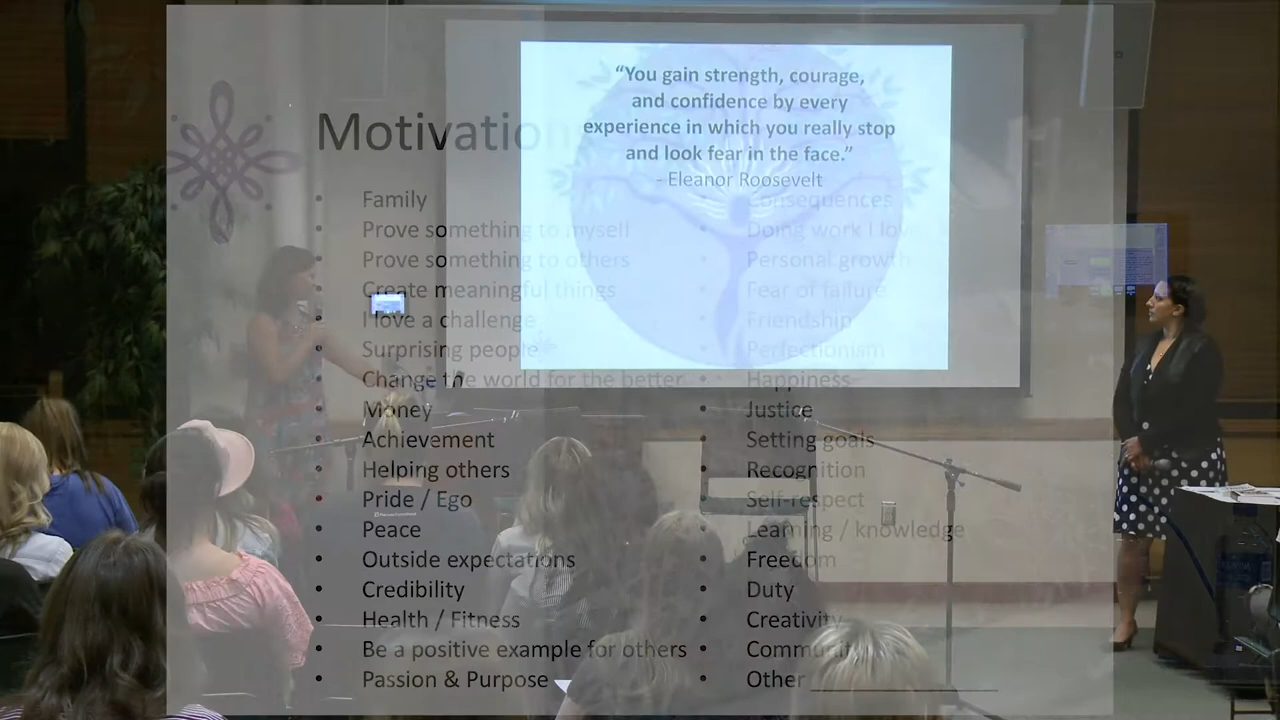 “You gain strength, courage,
and confidence by every
experience in which you really stop
and look fear in the face.”
- Eleanor Roosevelt
Motivation
• Family
• Prove something to myself
• Prove something to others
• Create meaningful things
• I love a challenge
• Surprising people
• Change the world for the better
• Money
• Achievement
• Helping others
• Pride / Ego
• Peace
• Outside expectations
• Credibility
• Health / Fitness
• Be a positive example for others
• Passion & Purpose
• Consequences
• Doing work I love
• Personal growth
• Fear of failure
• Friendship
• Perfectionism
• Happiness
• Justice
• Setting goals
• Recognition
• Self-respect
• Learning / knowledge
• Freedom
• Duty
• Creativity
• Community
• Other